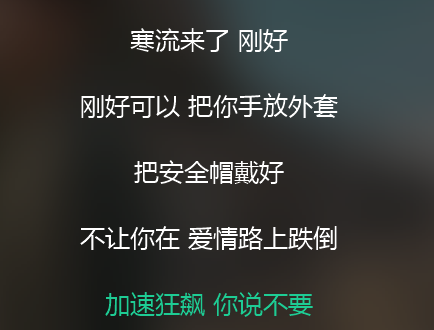 寒流来了 刚好
刚好可以 把你手放外套
把安全帽戴好
不让你在 爱情路上跌倒
加速狂飙 你说不要